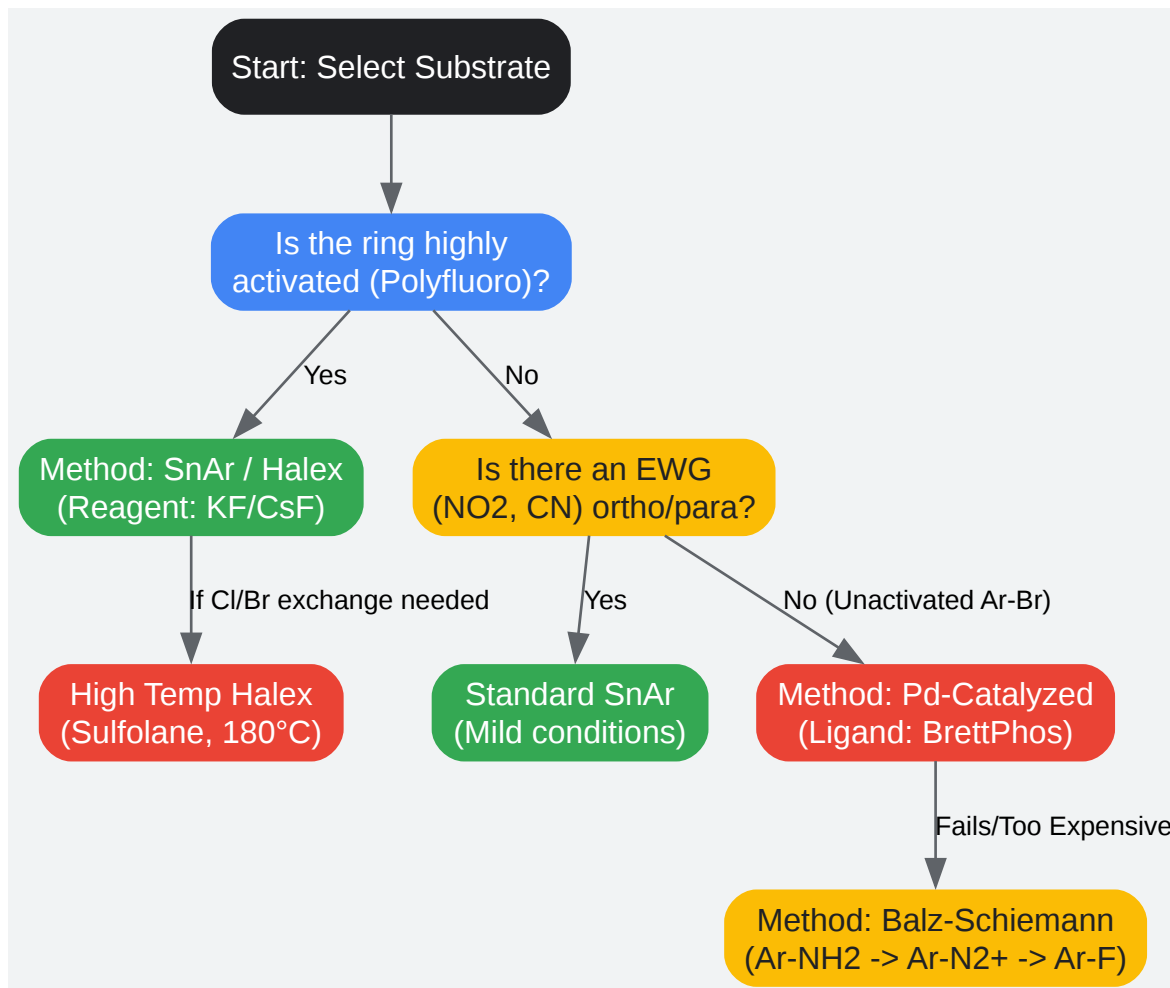 Start: Select Substrate
Is the ring highly
activated (Polyfluoro)?
Yes
No
Method: SnAr / Halex
(Reagent: KF/CsF)
Is there an EWG
(NO2, CN) ortho/para?
If Cl/Br exchange needed
Yes
No (Unactivated Ar-Br)
High Temp Halex
(Sulfolane, 180°C)
Standard SnAr
(Mild conditions)
Method: Pd-Catalyzed
(Ligand: BrettPhos)
Fails/Too Expensive
Method: Balz-Schiemann
(Ar-NH2 -> Ar-N2+ -> Ar-F)